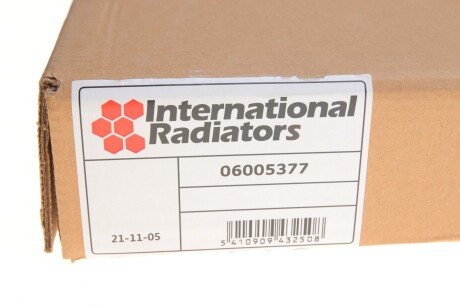 International
Radiators
06005377
21-11-05
5 410909 432508